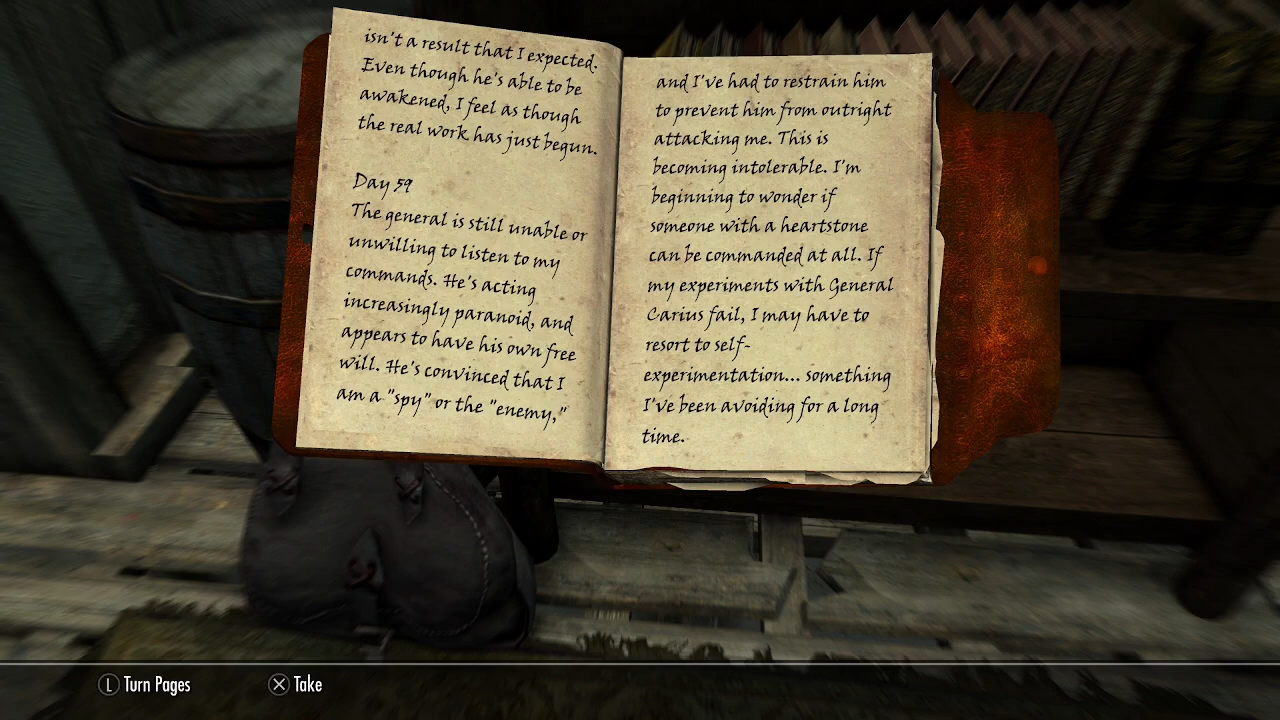 isn't a result that I expected.
Even though he's able to be
awakened, I feel as though
the real work has just begun.
Day 59
The general is still unable or
unwilling to listen to my
commands. He's acting
increasingly paranoid, and
appears to have his own free
will. He's convinced that I
am a "spy" or the "enemy,"
and I've had to restrain him
to prevent him from outright
attacking me. This is
becoming intolerable. I'm
beginning to wonder if
someone with a heartstone
can be commanded at all. If
my experiments with General
Carius fail, I may have to
resort to self-
experimentation... something
I've been avoiding for a long
time.
L Turn Pages
X Take